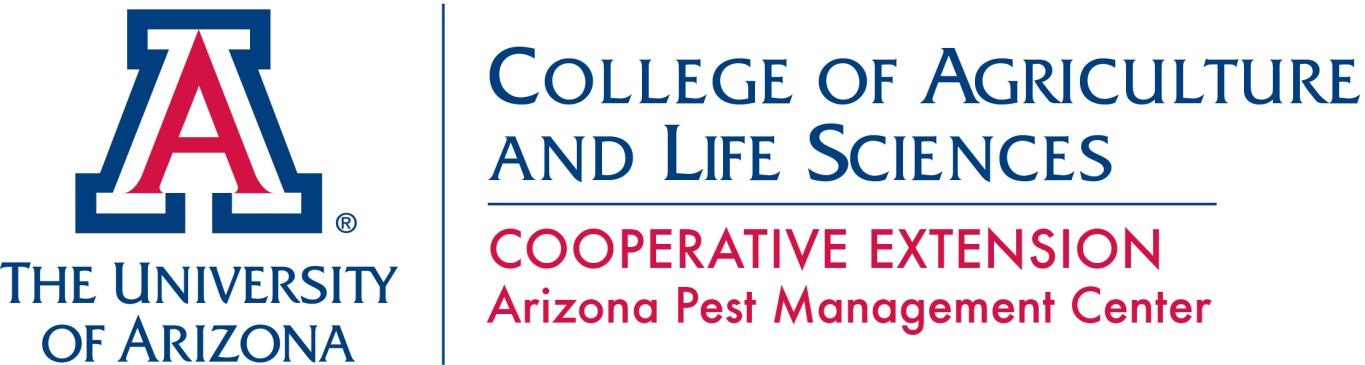 A®
THE UNIVERSITY
OF ARIZONA
COLLEGE OF AGRICULTURE
AND LIFE SCIENCES
COOPERATIVE EXTENSION
Arizona Pest Management Center